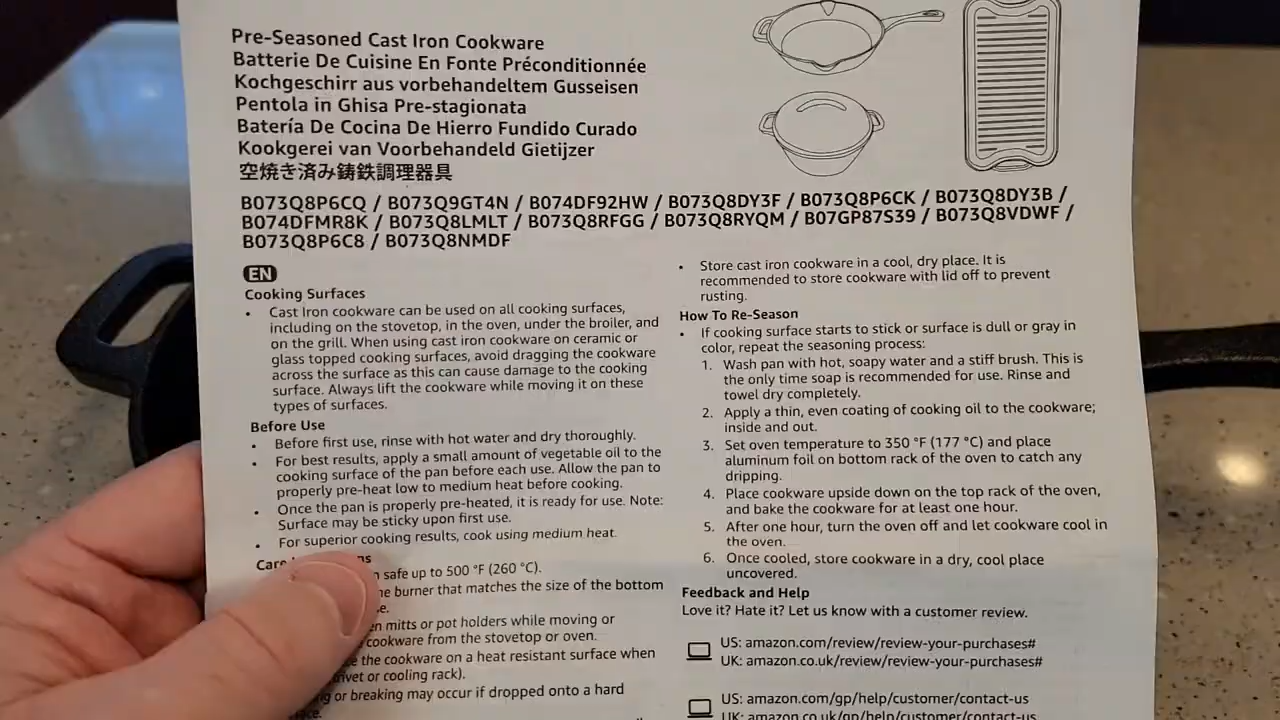 Pre-Seasoned Cast Iron Cookware
Batterie De Cuisine En Fonte Préconditionnée
Kochgeschirr aus vorbehandeltem Gusseisen
Pentola in Ghisa Pre-stagionata
Batería De Cocina De Hierro Fundido Curado
Kookgerei van Voorbehandeld Gietijzer
空焼き済み鋳鉄調理器具
B073Q8P6CQ / B073Q9GT4N / B074DF92HW / B073Q8DY3F / B073Q8P6CK / B073Q8DY3B /
B074DFMR8K / B073Q8LMLT / B073Q8RFGG / B073Q8RYQM / B07GP87S39 / B073Q8VDWF /
B073Q8P6C8 / B073Q8NMDF
EN
Cooking Surfaces
• Cast Iron cookware can be used on all cooking surfaces,
including on the stovetop, in the oven, under the broiler, and
on the grill. When using cast iron cookware on ceramic or
glass topped cooking surfaces, avoid dragging the cookware
across the surface as this can cause damage to the cooking
surface. Always lift the cookware while moving it on these
types of surfaces.
Before Use
• Before first use, rinse with hot water and dry thoroughly.
• For best results, apply a small amount of vegetable oil to the
cooking surface of the pan before each use. Allow the pan to
properly pre-heat low to medium heat before cooking.
• Once the pan is properly pre-heated, it is ready for use. Note:
Surface may be sticky upon first use.
• For superior cooking results, cook using medium heat.
safe up to 500 °F (260 °C).
burner that matches the size of the bottom
mitts or pot holders while moving or
cookware from the stovetop or oven.
the cookware on a heat resistant surface when
or cooling rack).
or breaking may occur if dropped onto a hard
• Store cast iron cookware in a cool, dry place. It is
recommended to store cookware with lid off to prevent
rusting.
How To Re-Season
• If cooking surface starts to stick or surface is dull or gray in
color, repeat the seasoning process:
1. Wash pan with hot, soapy water and a stiff brush. This is
the only time soap is recommended for use. Rinse and
towel dry completely.
2. Apply a thin, even coating of cooking oil to the cookware;
inside and out.
3. Set oven temperature to 350 °F (177 °C) and place
aluminum foil on bottom rack of the oven to catch any
dripping.
4. Place cookware upside down on the top rack of the oven,
and bake the cookware for at least one hour.
5. After one hour, turn the oven off and let cookware cool in
the oven.
6. Once cooled, store cookware in a dry, cool place
uncovered.
Feedback and Help
Love it? Hate it? Let us know with a customer review.
US: amazon.com/review/review-your-purchases#
UK: amazon.co.uk/review/review-your-purchases#
US: amazon.com/gp/help/customer/contact-us
UK: amazon.co.uk/gp/help/customer/contact-us